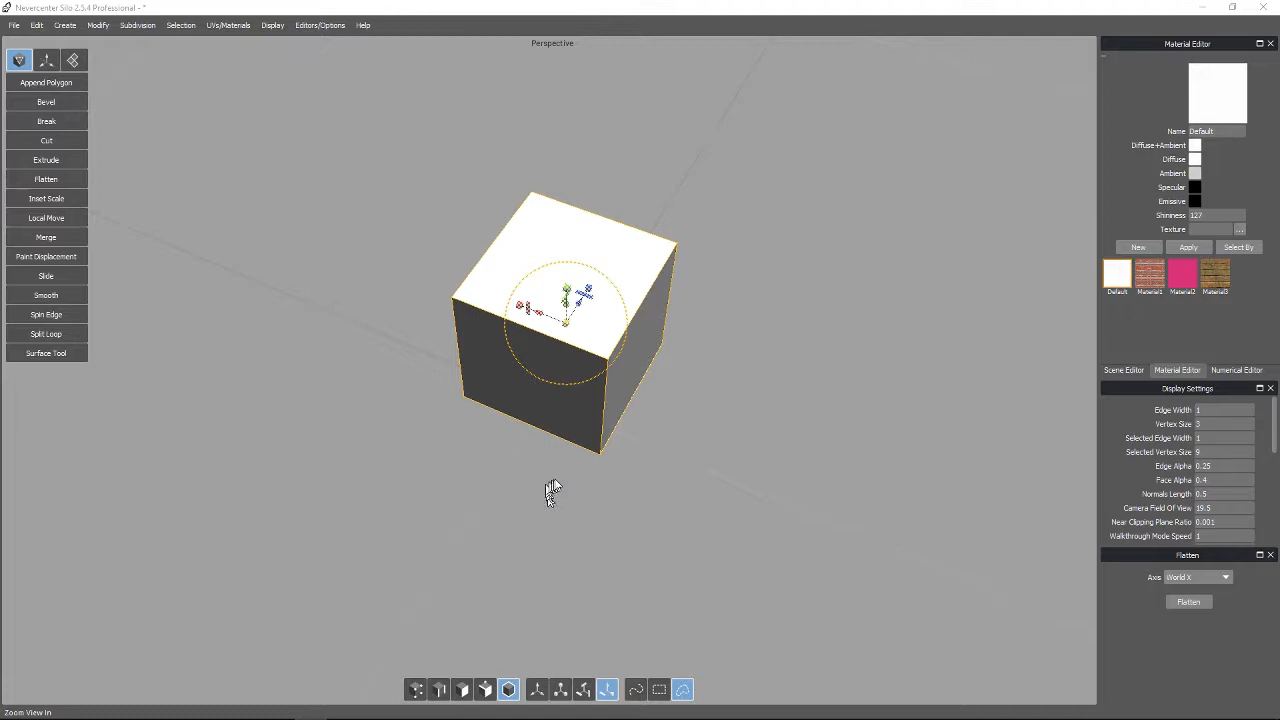 Nevercenter Silo 2.5.4 Professional - *
File Edit Create Modify Subdivision Selection UVs/Materials Display Editors/Options Help
Perspective
Append Polygon
Bevel
Break
Cut
Extrude
Flatten
Inset Scale
Local Move
Merge
Paint Displacement
Slide
Smooth
Spin Edge
Split Loop
Surface Tool
Zoom View In
Material Editor
Name Default
Diffuse+Ambient
Diffuse
Ambient
Specular
Emissive
Shininess 127
Texture ...
New Apply Select By
Default Material1 Material2 Material3
Scene Editor Material Editor Numerical Editor
Display Settings
Edge Width 1
Vertex Size 3
Selected Edge Width 1
Selected Vertex Size 9
Edge Alpha 0.25
Face Alpha 0.4
Normals Length 0.5
Camera Field Of View 19.5
Near Clipping Plane Ratio 0.001
Walkthrough Mode Speed 1
Flatten
Axis World X
Flatten